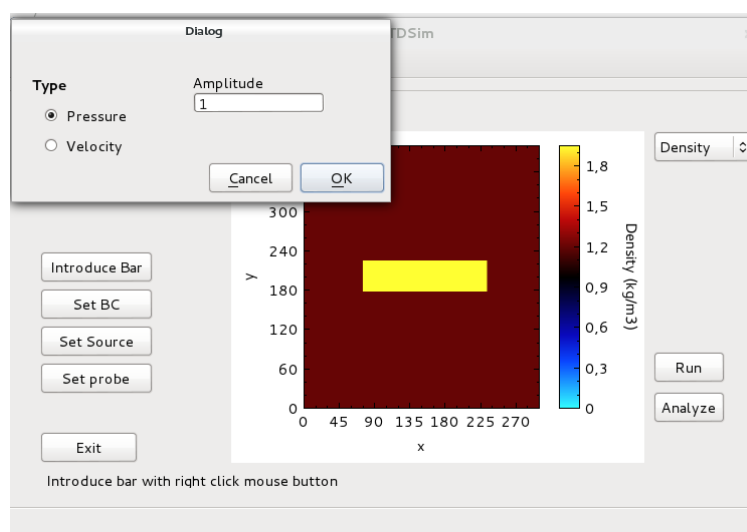 Dialog
TDSim
Type
Amplitude
1
Pressure
Velocity
Cancel
OK
Density
1,8
1,5
1,2
0,9
0,6
0,3
0
Density (kg/m3)
300
240
180
120
60
0
y
0 45 90 135 180 225 270
x
Introduce Bar
Set BC
Set Source
Set probe
Run
Analyze
Exit
Introduce bar with right click mouse button